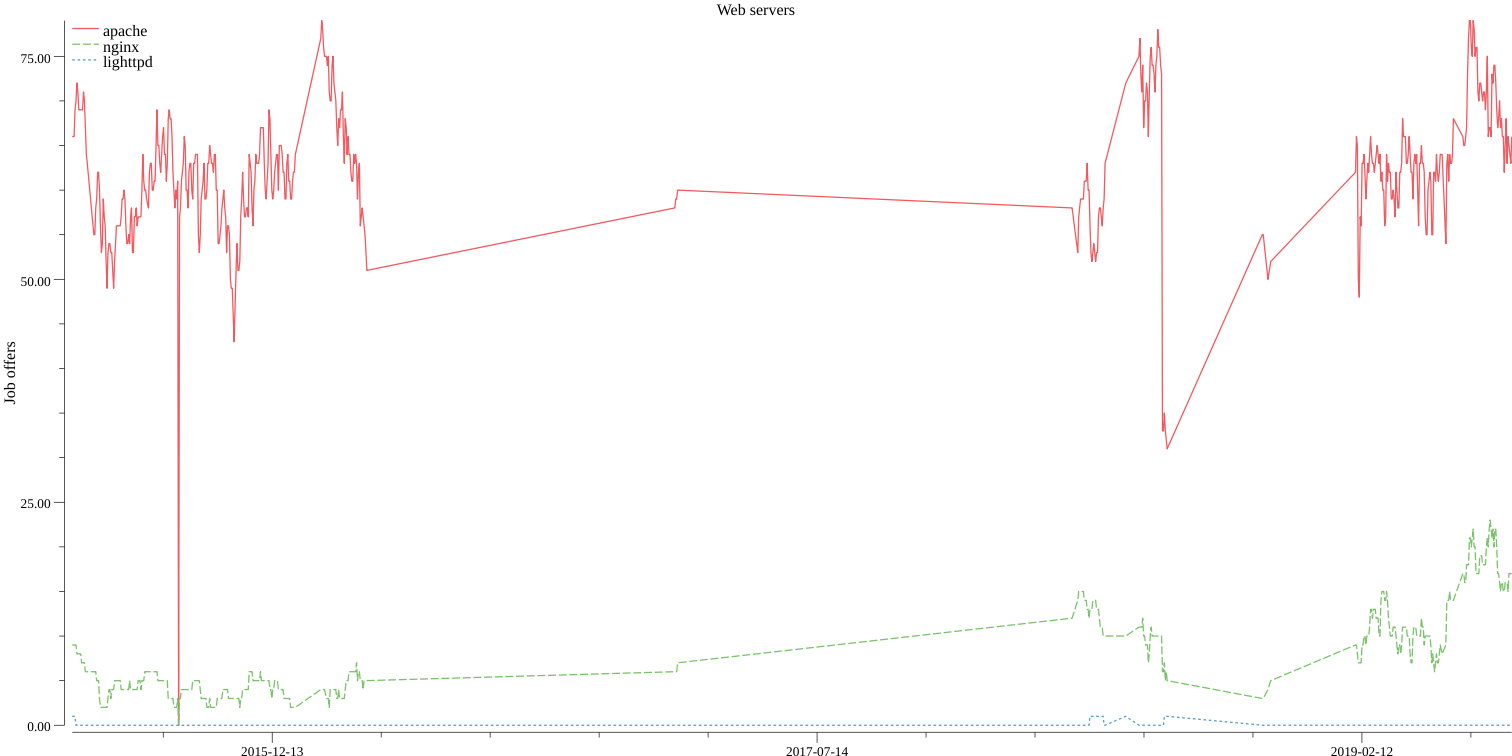 Web servers
apache
nginx
lighttpd
75.00
50.00
25.00
0.00
Job offers
2015-12-13
2017-07-14
2019-02-12